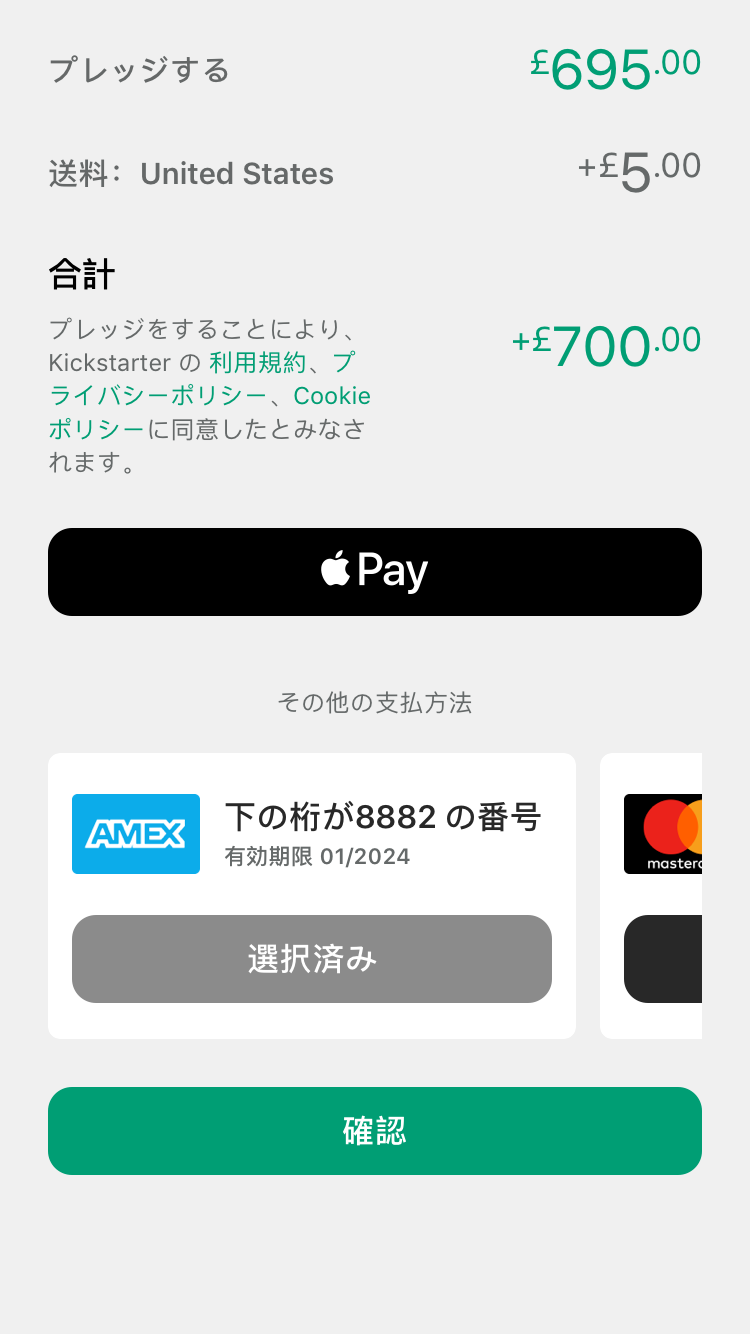 プレッジする £695.00
送料： United States +£5.00
合計
プレッジをすることにより、
Kickstarter の 利用規約、プ
ライバシーポリシー、Cookie
ポリシーに同意したとみなさ
れます。
+£700.00
Pay
その他の支払方法
AMEX
下の桁が8882 の番号
有効期限 01/2024
選択済み
masterc
確認